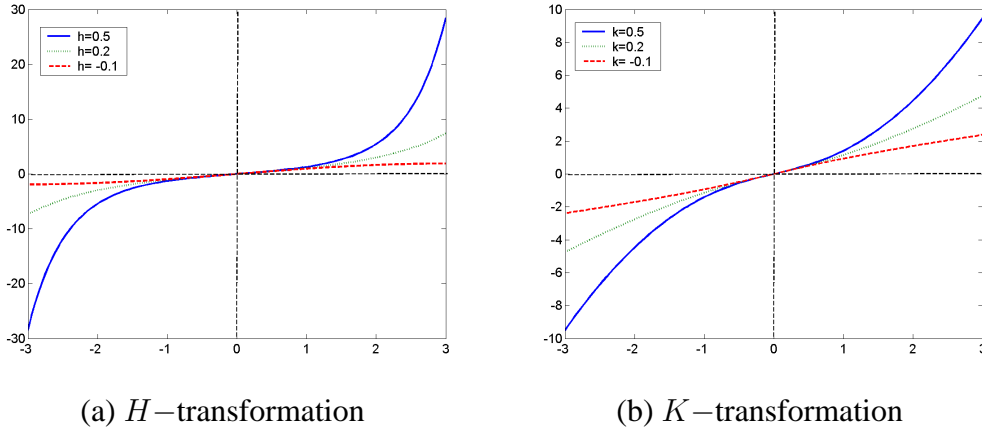 30
20
10
0
-10
-20
-30
-3 -2 -1 0 1 2 3
h=0.5
h=0.2
h= -0.1
(a) H−transformation
10
8
6
4
2
0
-2
-4
-6
-8
-10
-3 -2 -1 0 1 2 3
k=0.5
k=0.2
k= -0.1
(b) K−transformation